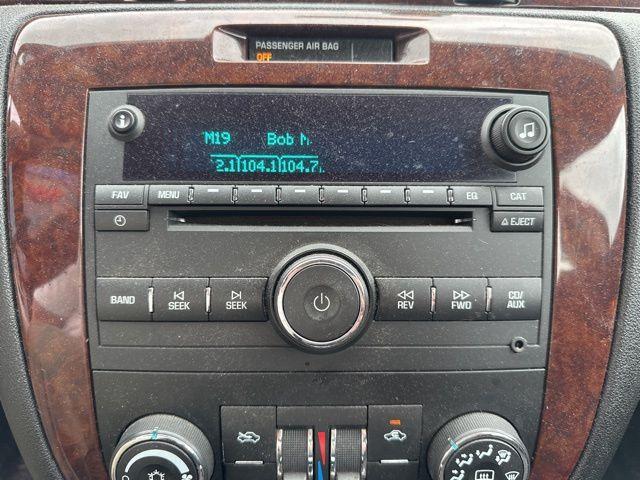 PASSENGER AIR BAG
OFF
M19 Bob M
2.1 104.1 104.7
FAV MENU EQ CAT
EJECT
BAND SEEK SEEK REV FWD CD/AUX